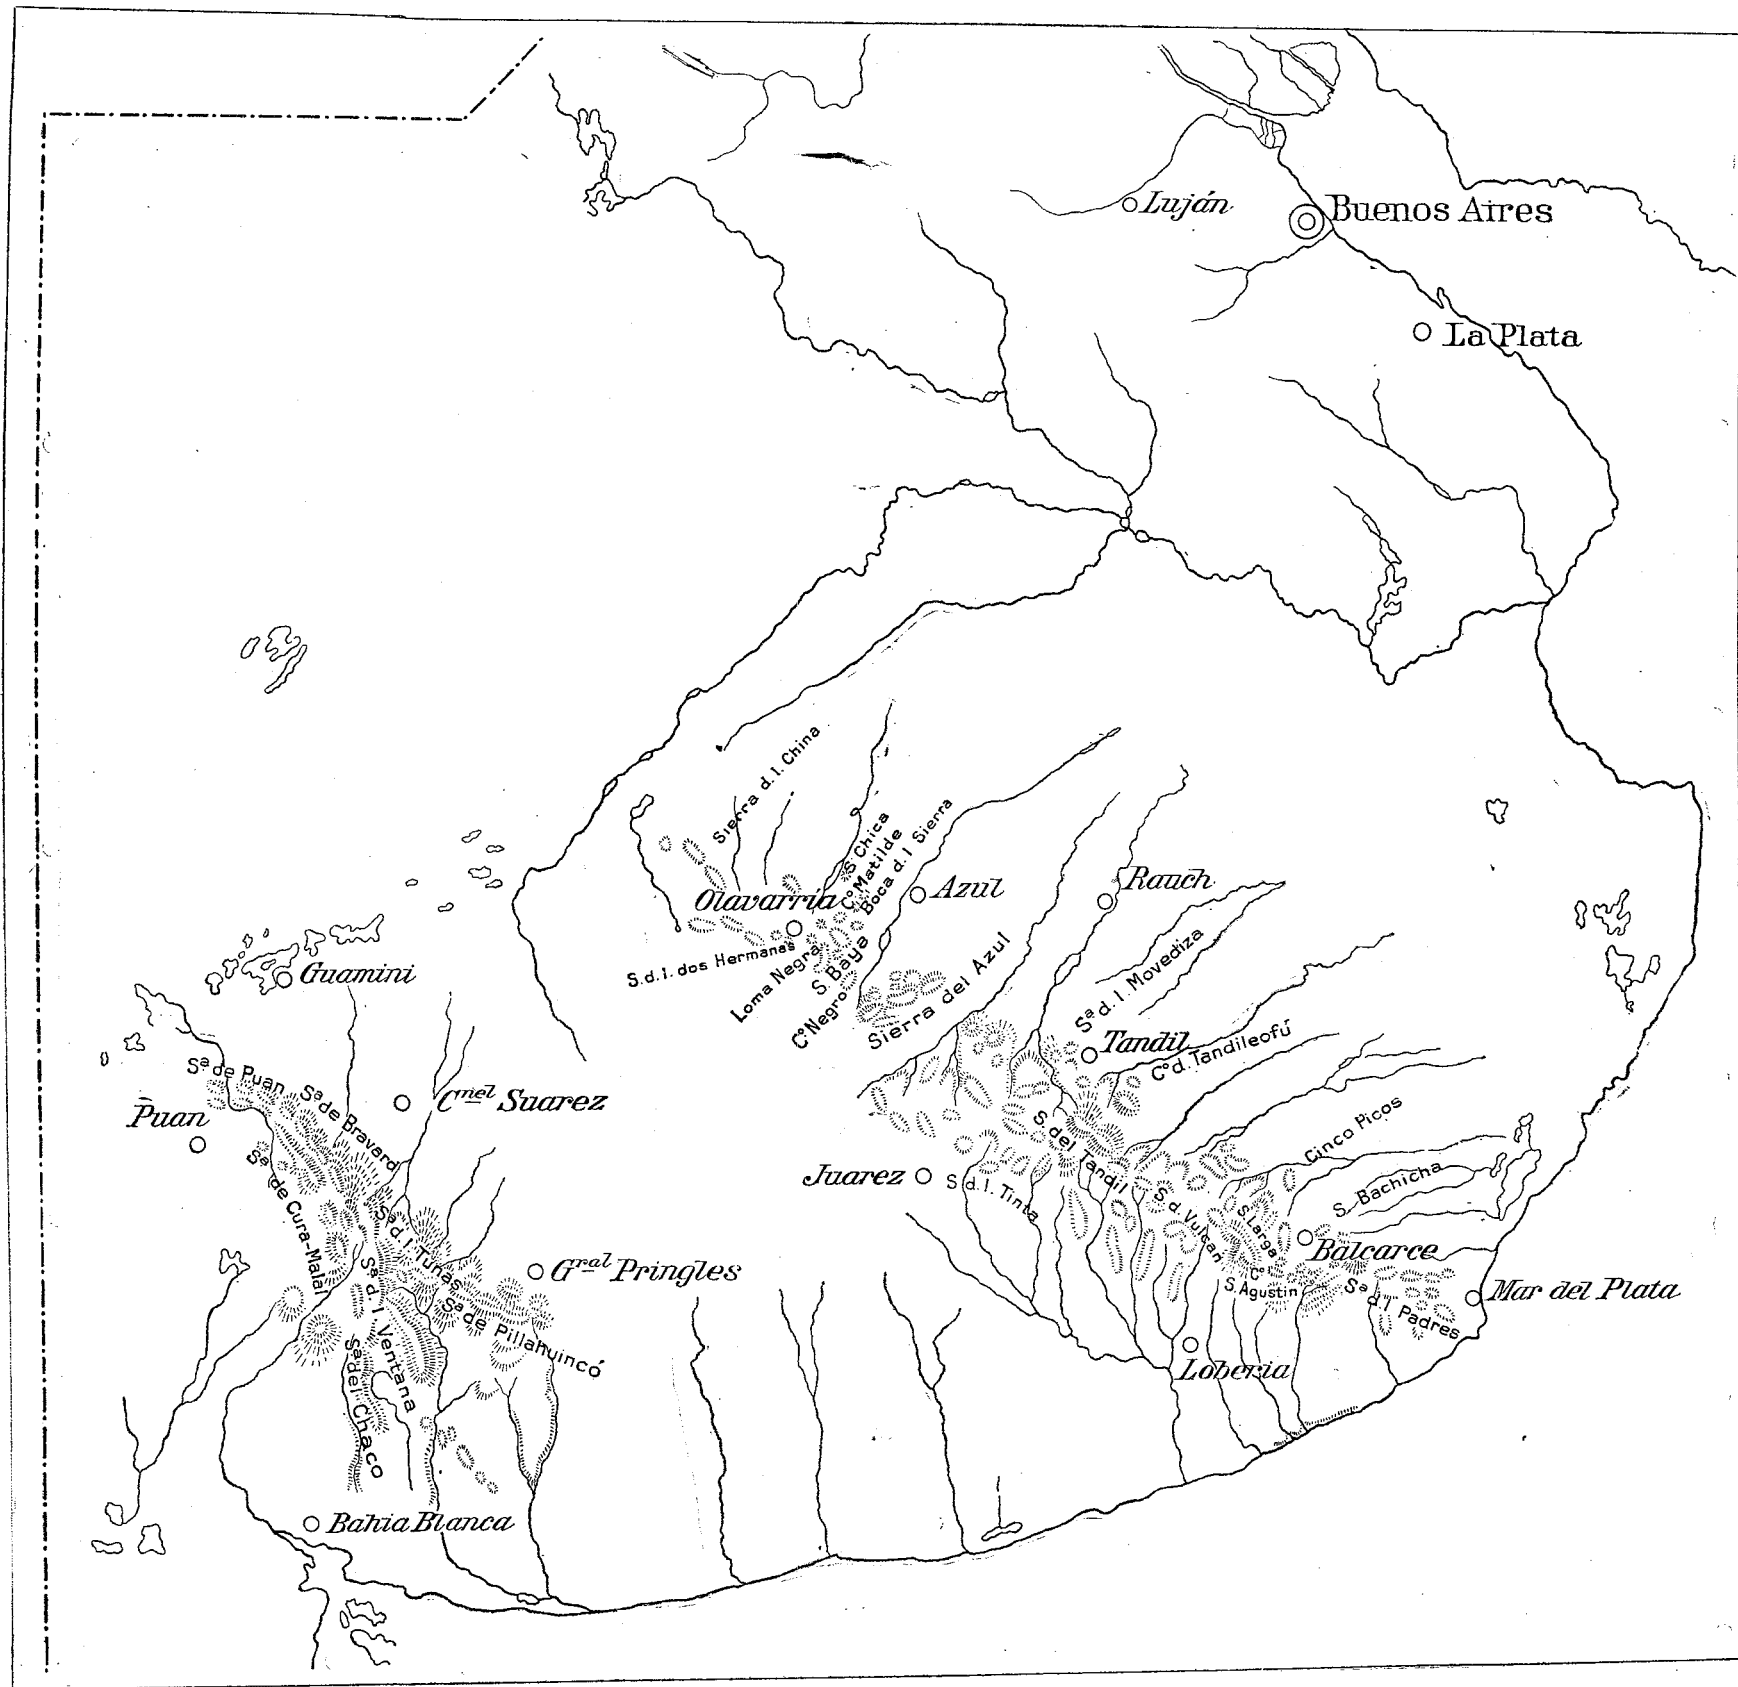 Luján
Buenos Aires
La Plata
Sierra d. l. China
S. Chica
Cº Matilde
Boca d. l Sierra
Olavarría
Azul
Rauch
S. d. l. dos Hermanas
Loma Negra
S. Baya
Cº Negro
Sierra del Azul
Sª d. l. Movediza
Guamini
Tandil
Cº d. Tandileofú
Sª de Puan
Sª de Bravard
Cmel Suarez
Puan
Sª de Cura-Malal
S. del Tandil
Cinco Picos
Juarez
S. d. l. Tinta
S. Bachicha
S. d. Vulcan
S. Larga
Balcarce
Sª d. l. Tunas
Gral Pringles
Cº
S. Agustin
Sª d. l Padres
Mar del Plata
Sª d. l Ventana
Sª de Pillahuincó
Sª del Chaco
Loberia
Bahia Blanca